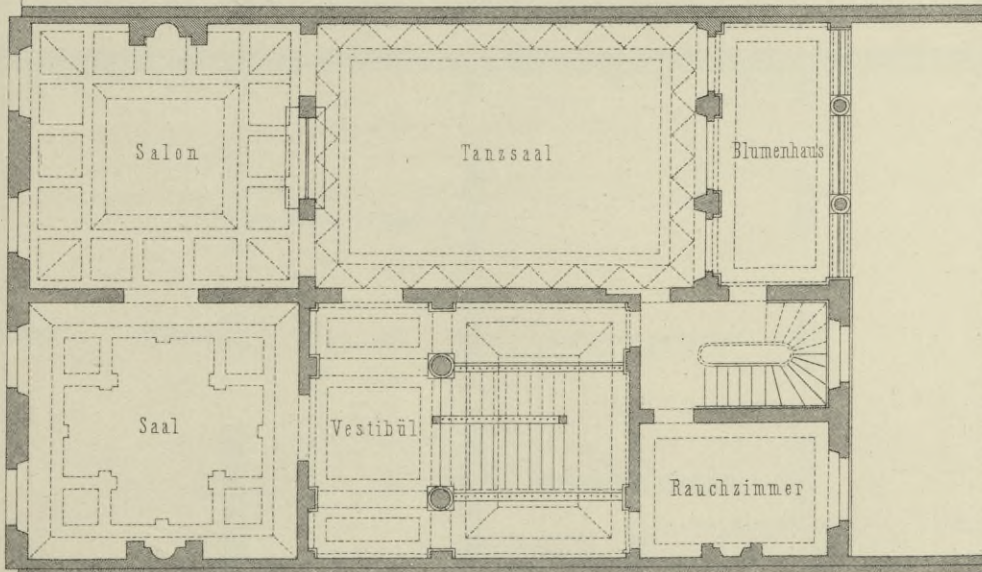 Salon
Tanzsaal
Blumenhaus
Saal
Vestibül
Rauchzimmer